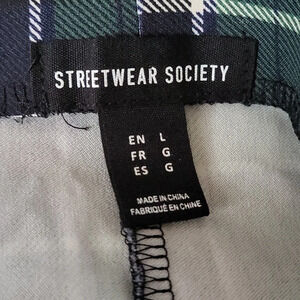 STREETWEAR SOCIETY
EN L
FR G
ES G
MADE IN CHINA
FABRIQUÉ EN CHINE